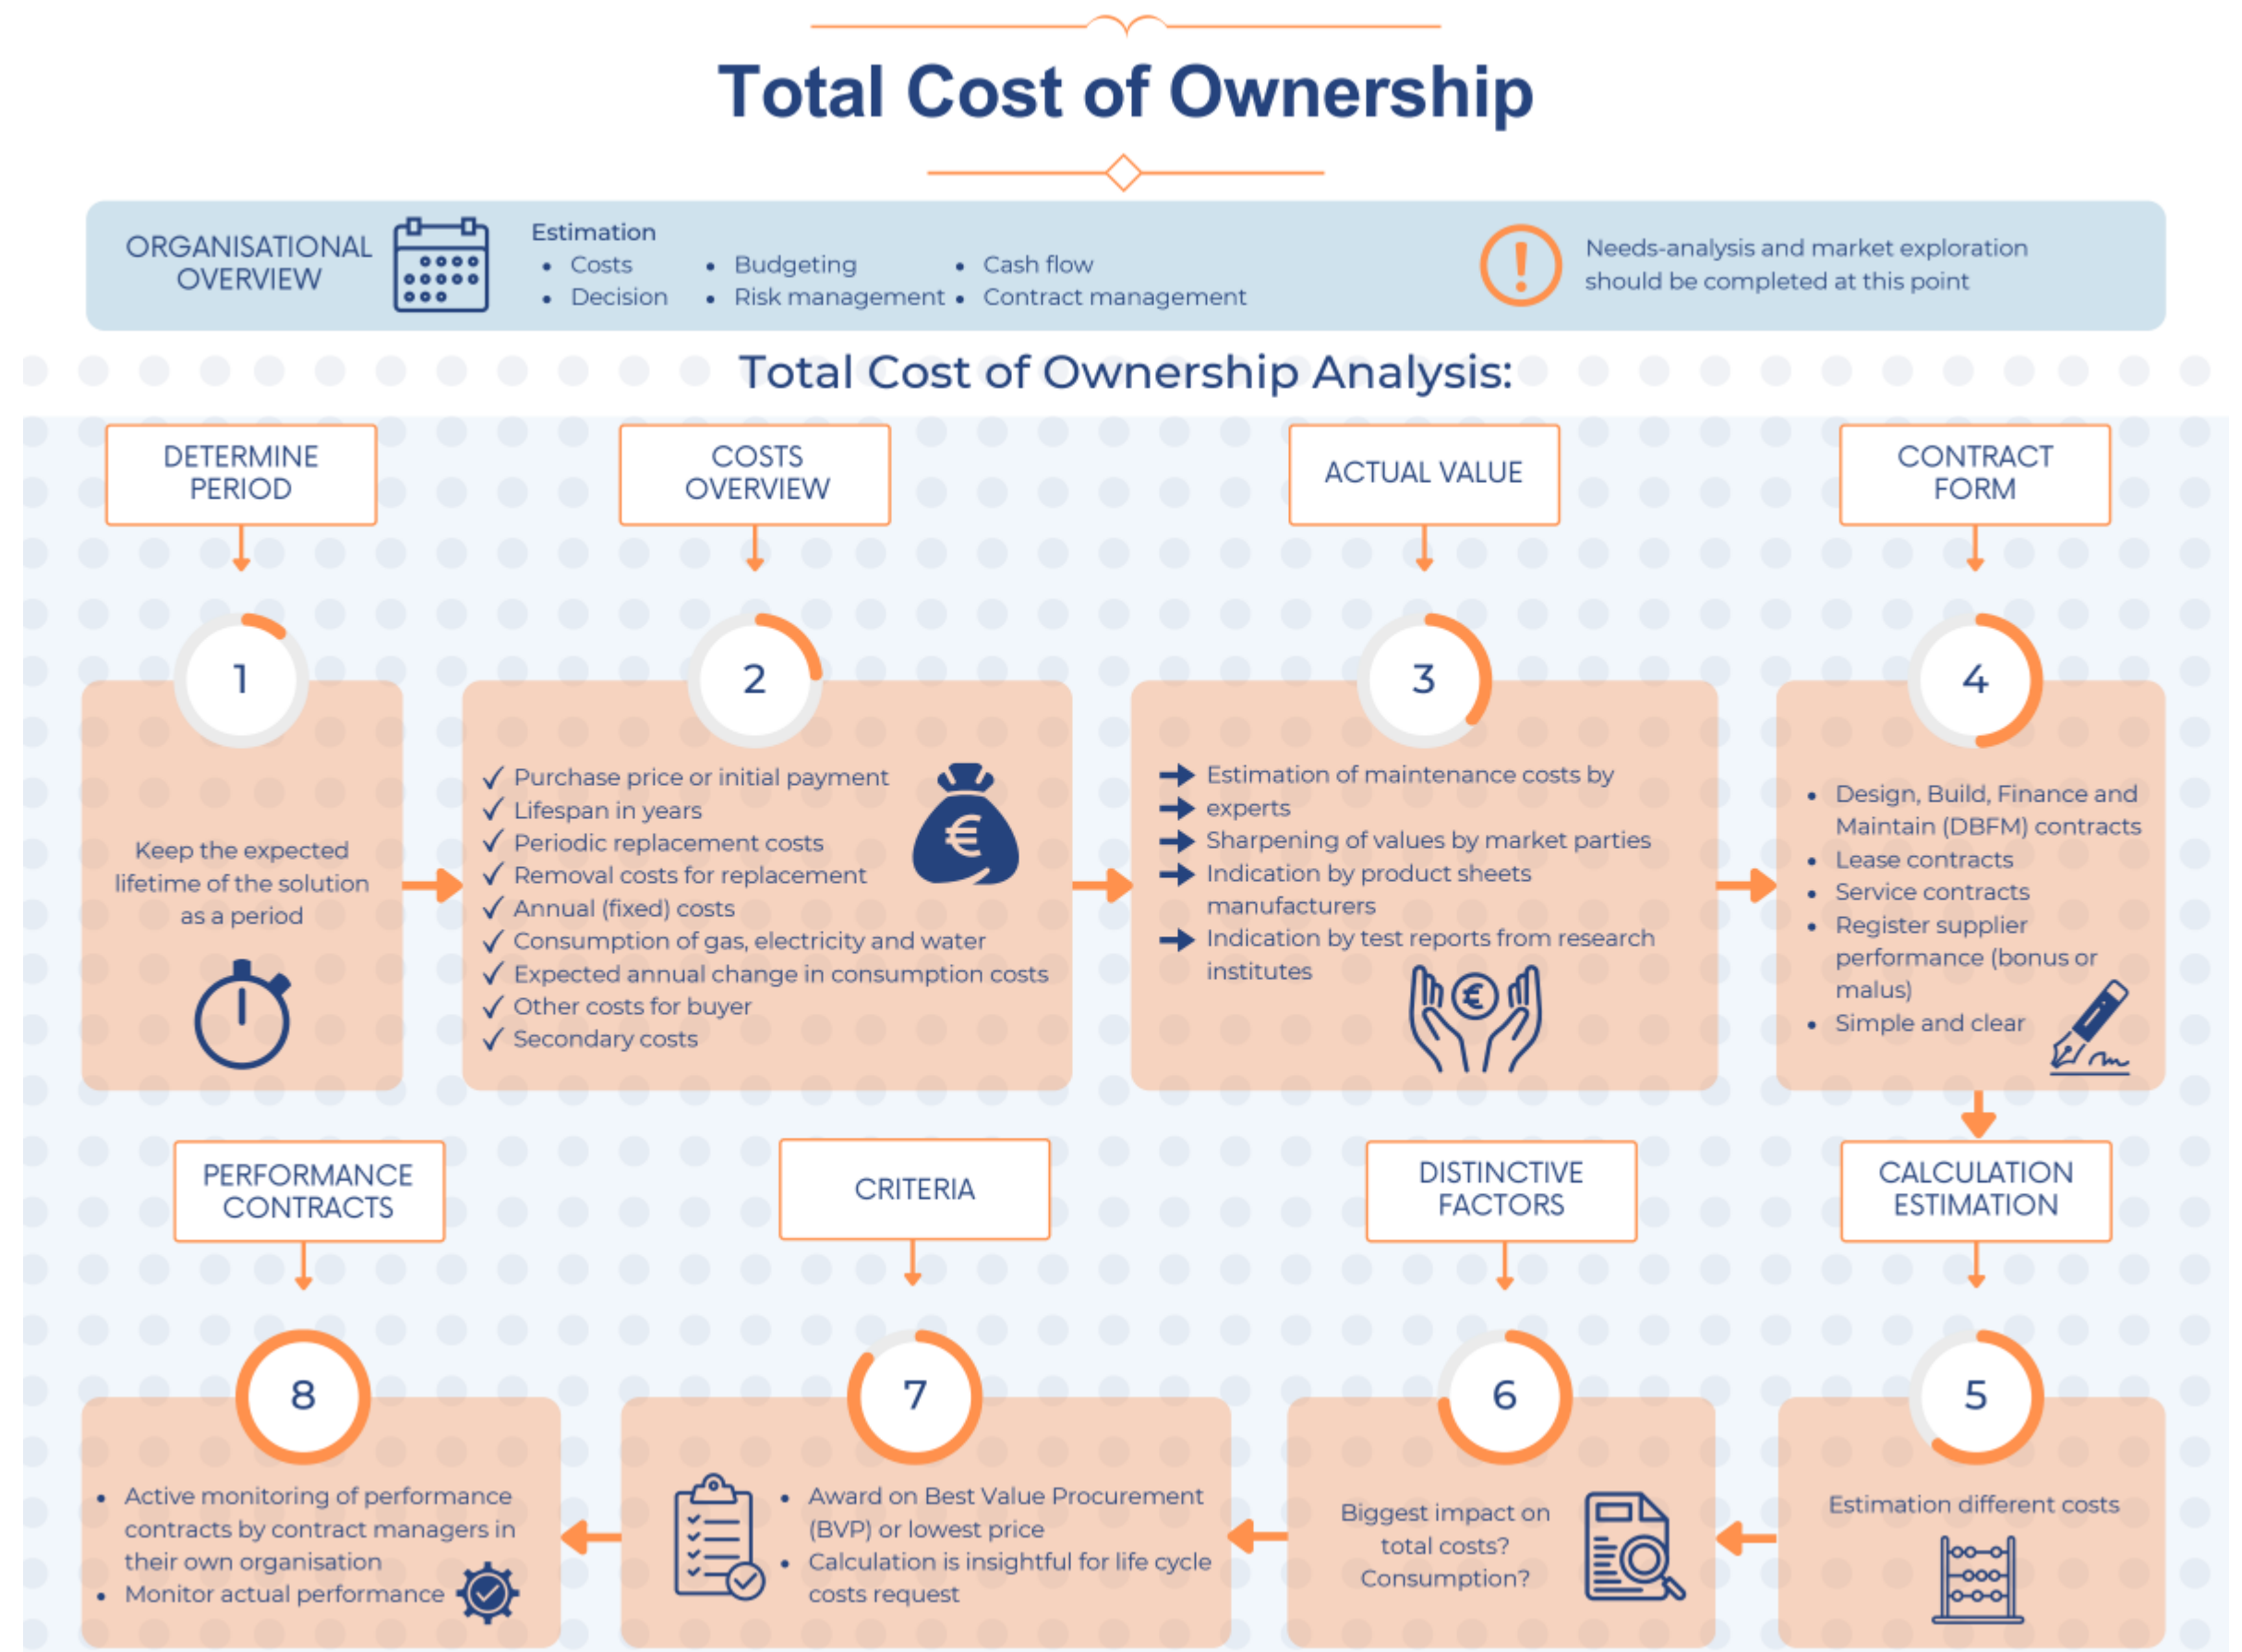 Total Cost of Ownership
ORGANISATIONAL
OVERVIEW
Estimation
• Costs
• Decision
• Budgeting
• Risk management
• Cash flow
• Contract management
!
Needs-analysis and market exploration
should be completed at this point
Total Cost of Ownership Analysis:
DETERMINE
PERIOD
1
Keep the expected
lifetime of the solution
as a period
COSTS
OVERVIEW
2
✓ Purchase price or initial payment
✓ Lifespan in years
✓ Periodic replacement costs
✓ Removal costs for replacement
✓ Annual (fixed) costs
✓ Consumption of gas, electricity and water
✓ Expected annual change in consumption costs
✓ Other costs for buyer
✓ Secondary costs
€
ACTUAL VALUE
3
→ Estimation of maintenance costs by
→ experts
→ Sharpening of values by market parties
→ Indication by product sheets
manufacturers
→ Indication by test reports from research
institutes
€
CONTRACT
FORM
4
• Design, Build, Finance and
Maintain (DBFM) contracts
• Lease contracts
• Service contracts
• Register supplier
performance (bonus or
malus)
• Simple and clear
CALCULATION
ESTIMATION
5
Estimation different costs
DISTINCTIVE
FACTORS
6
Biggest impact on
total costs?
Consumption?
CRITERIA
7
• Award on Best Value Procurement
(BVP) or lowest price
• Calculation is insightful for life cycle
costs request
PERFORMANCE
CONTRACTS
8
• Active monitoring of performance
contracts by contract managers in
their own organisation
• Monitor actual performance